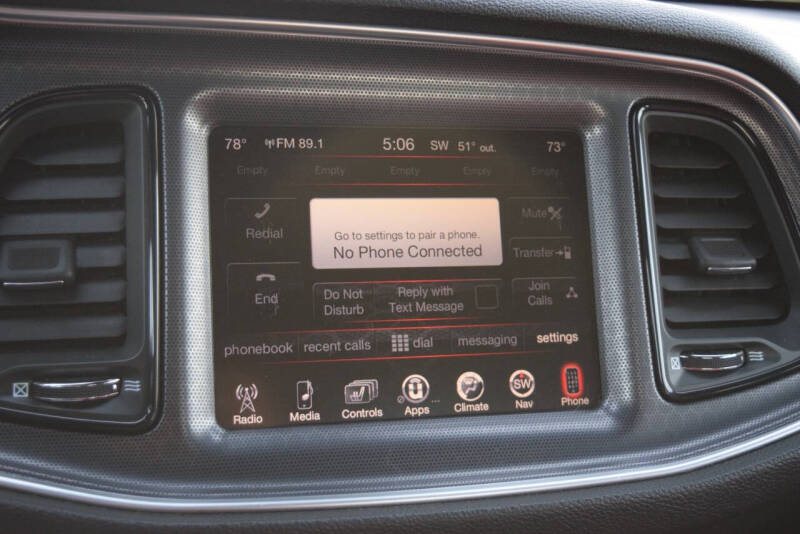 78° FM 89.1 5:06 SW 51° out. 73°
Empty Empty Empty Empty Empty
Redial
Go to settings to pair a phone.
No Phone Connected
Mute
Transfer
End
Do Not
Disturb
Reply with
Text Message
Join
Calls
phonebook recent calls dial messaging settings
Radio Media Controls Apps Climate Nav Phone
SW